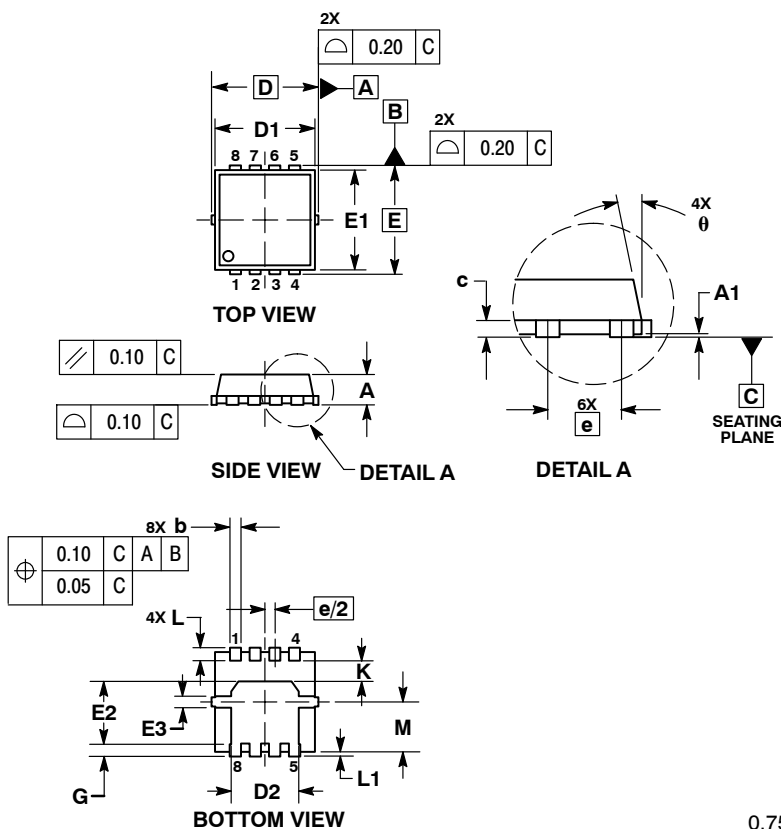 2X
⌓ 0.20 C
D A
B
D1
2X
⌓ 0.20 C
8 7 6 5
E1 E
1 2 3 4
TOP VIEW
4X
θ
c
A1
C
SEATING
PLANE
6X
e
DETAIL A
// 0.10 C
A
⌓ 0.10 C
SIDE VIEW
DETAIL A
8X b
⌖ 0.10 C A B
0.05 C
e/2
4X L
1 4
K
E2
E3
M
8 5
L1
G
D2
BOTTOM VIEW
0.75